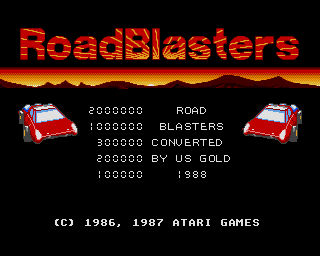 RoadBlasters
2000000 ROAD
1000000 BLASTERS
300000 CONVERTED
200000 BY US GOLD
100000 1988
(C) 1986, 1987 ATARI GAMES